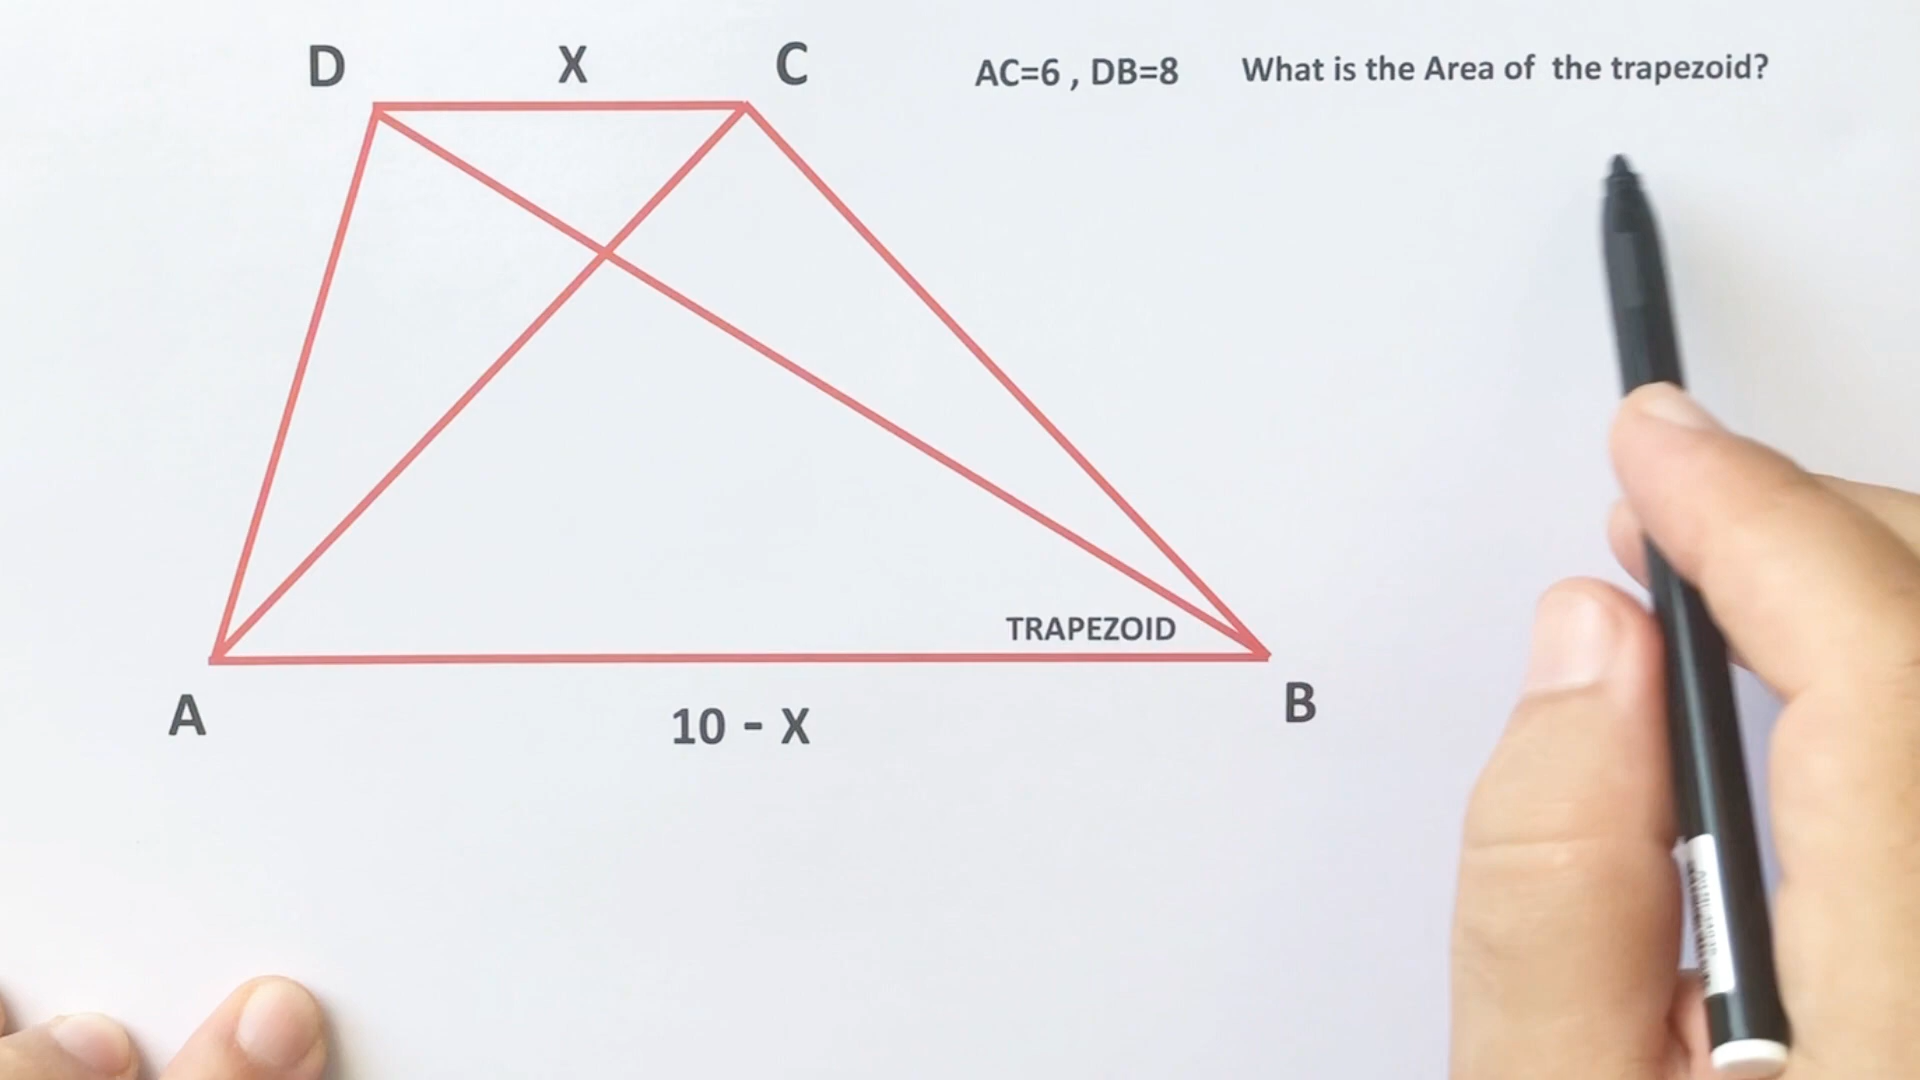 D X C
AC=6 , DB=8 What is the Area of the trapezoid?
TRAPEZOID
A B
10 - X